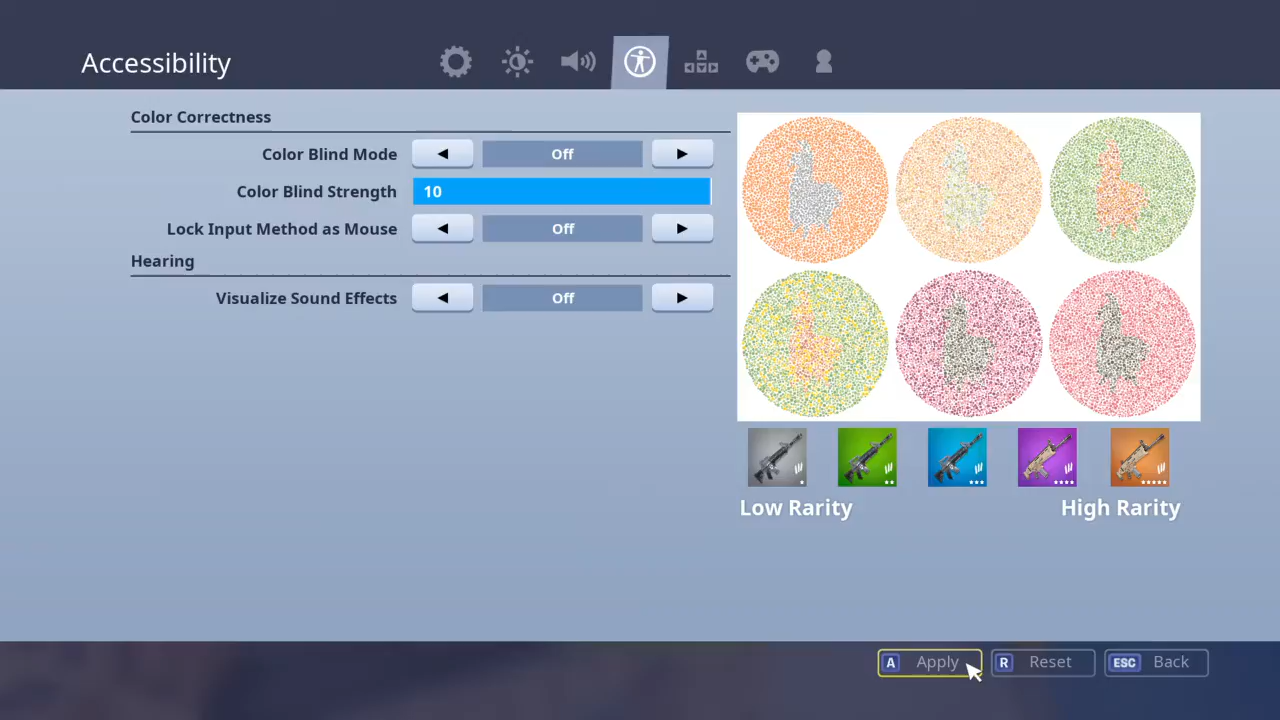 Accessibility
Color Correctness
Color Blind Mode
Off
Color Blind Strength
10
Lock Input Method as Mouse
Off
Hearing
Visualize Sound Effects
Off
Low Rarity
High Rarity
A Apply
R Reset
ESC Back